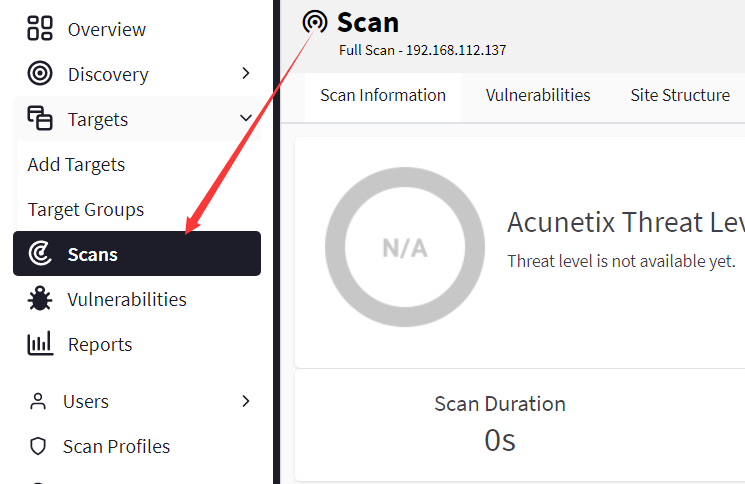 Overview
Discovery
Targets
Add Targets
Target Groups
Scans
Vulnerabilities
Reports
Users
Scan Profiles
Scan
Full Scan - 192.168.112.137
Scan Information Vulnerabilities Site Structure
N/A
Acunetix Threat Lev
Threat level is not available yet.
Scan Duration
0s